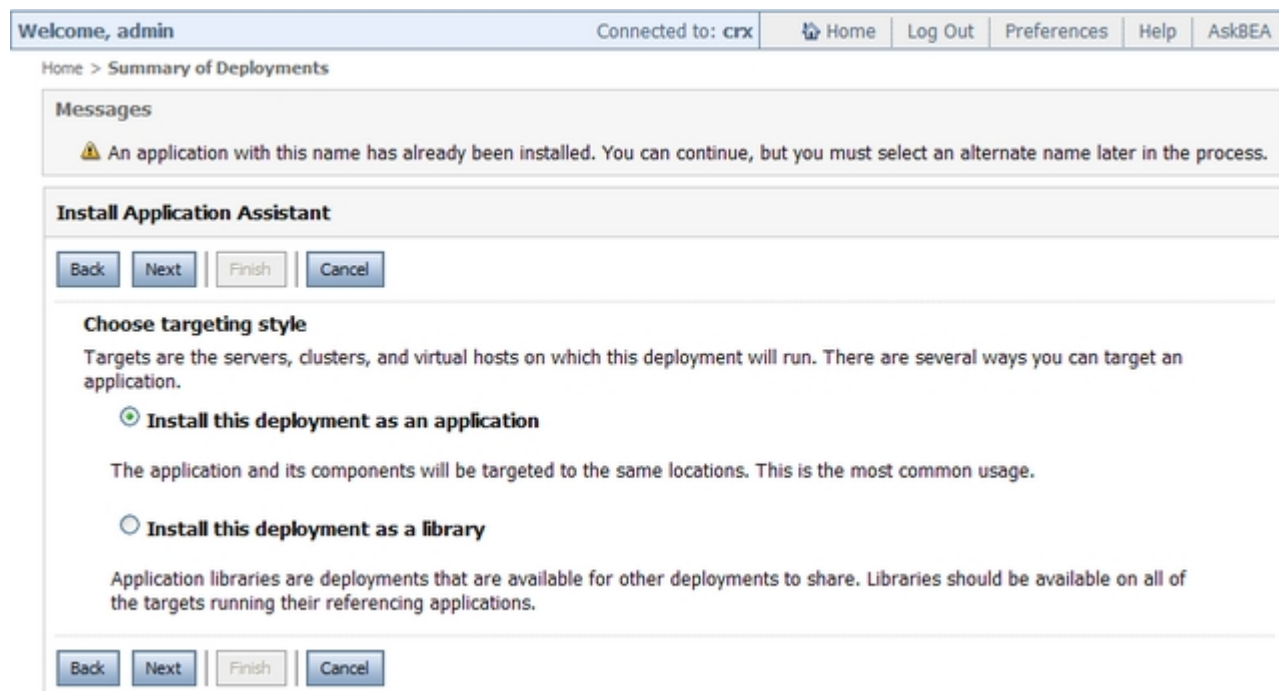 Welcome, admin Connected to: crx Home Log Out Preferences Help AskBEA
Home > Summary of Deployments
Messages
An application with this name has already been installed. You can continue, but you must select an alternate name later in the process.
Install Application Assistant
Back Next Finish Cancel
Choose targeting style
Targets are the servers, clusters, and virtual hosts on which this deployment will run. There are several ways you can target an
application.
Install this deployment as an application
The application and its components will be targeted to the same locations. This is the most common usage.
Install this deployment as a library
Application libraries are deployments that are available for other deployments to share. Libraries should be available on all of
the targets running their referencing applications.
Back Next Finish Cancel